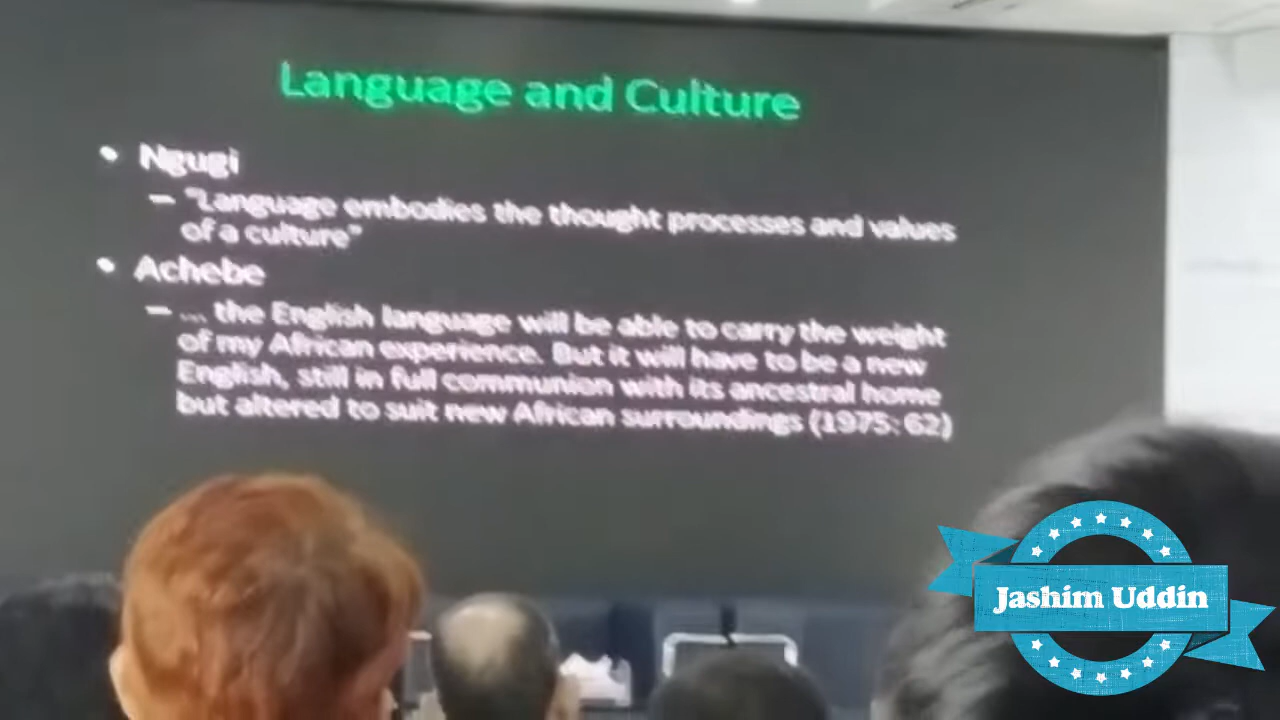 Language and Culture
• Ngugi
– "Language embodies the thought processes and values
of a culture"
• Achebe
– ... the English language will be able to carry the weight
of my African experience. But it will have to be a new
English, still in full communion with its ancestral home
but altered to suit new African surroundings (1975: 62)
Jashim Uddin